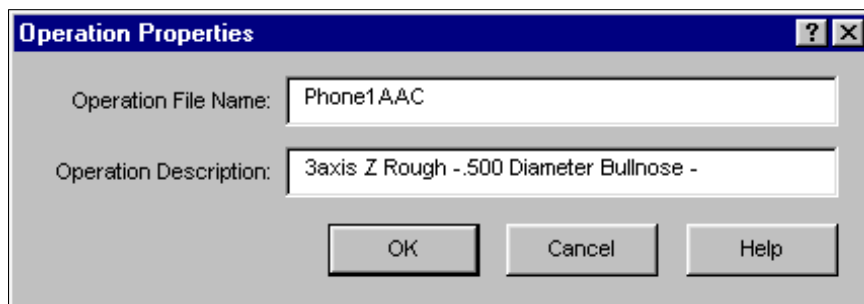 Operation Properties
Operation File Name: Phone1AAC
Operation Description: 3axis Z Rough -.500 Diameter Bullnose -
OK Cancel Help